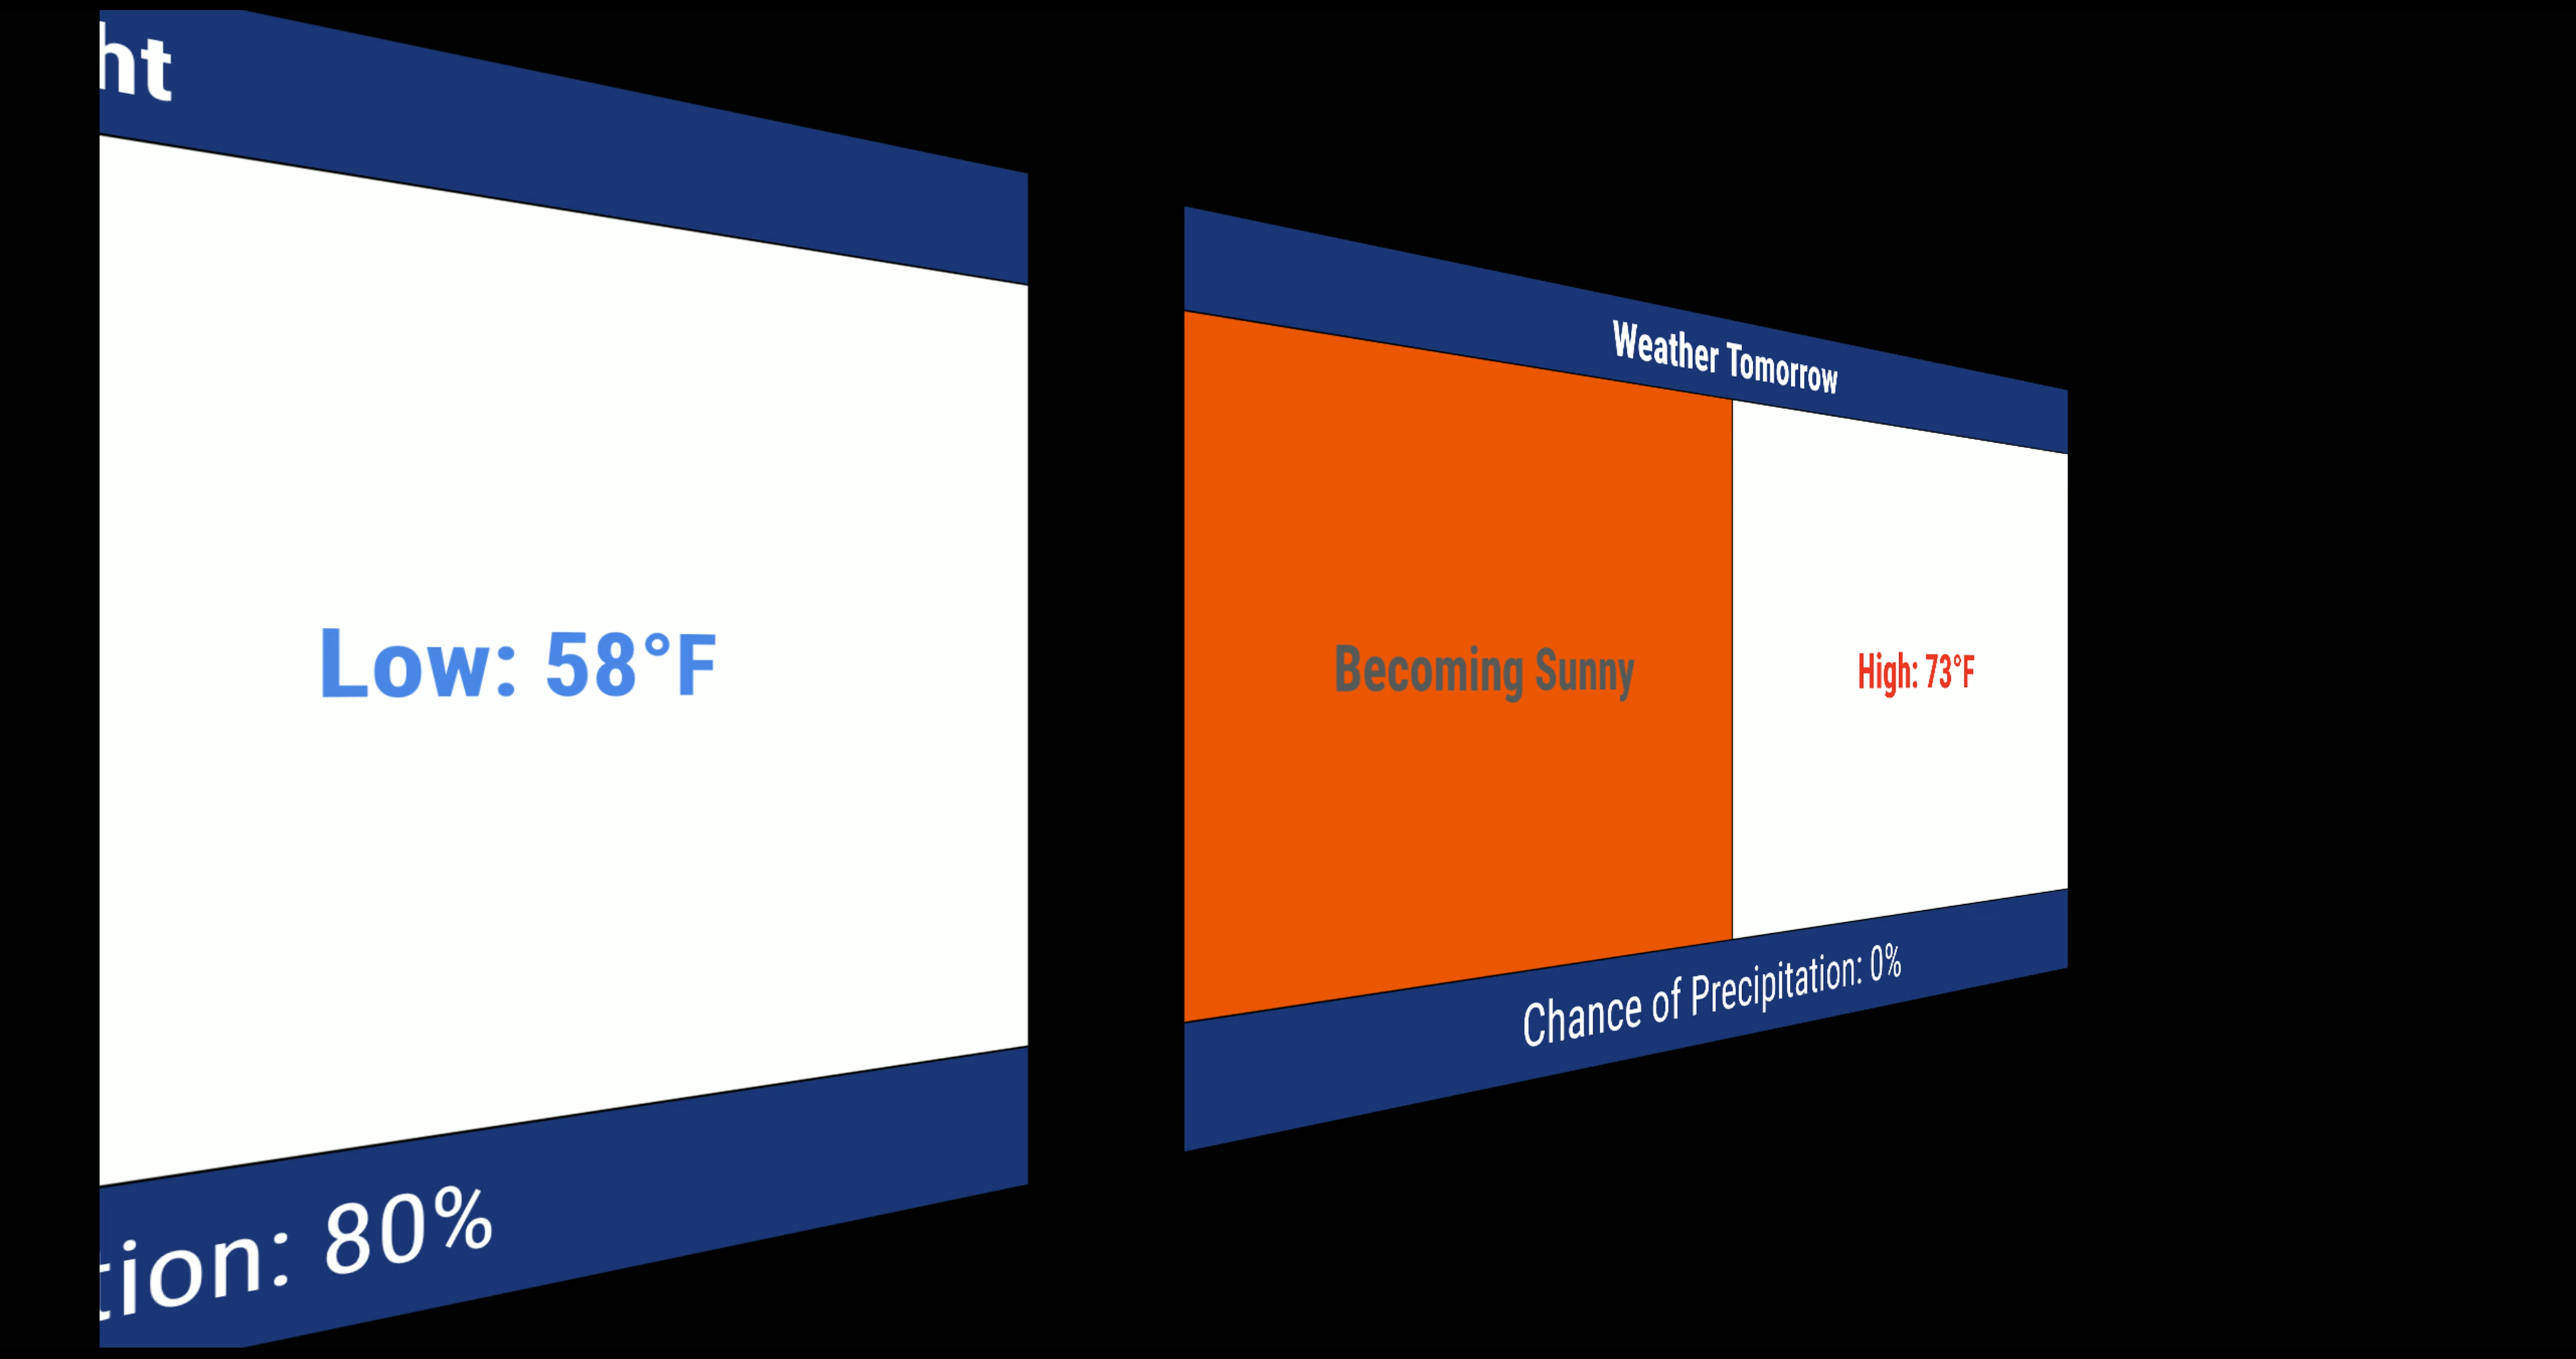 ht
Low: 58°F
tion: 80%
Weather Tomorrow
Becoming Sunny
High: 73°F
Chance of Precipitation: 0%